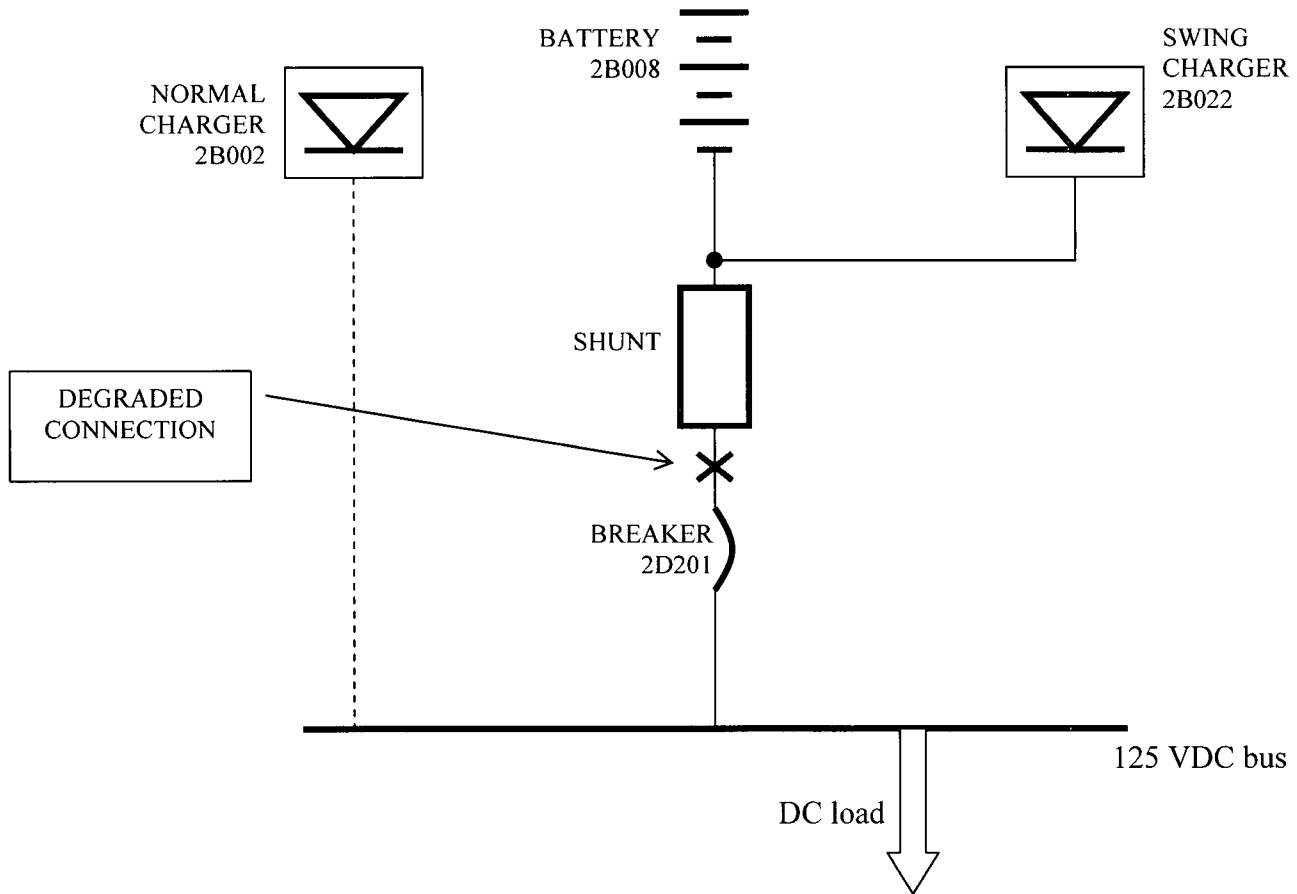 BATTERY
2B008
SWING
CHARGER
2B022
NORMAL
CHARGER
2B002
SHUNT
DEGRADED
CONNECTION
BREAKER
2D201
125 VDC bus
DC load